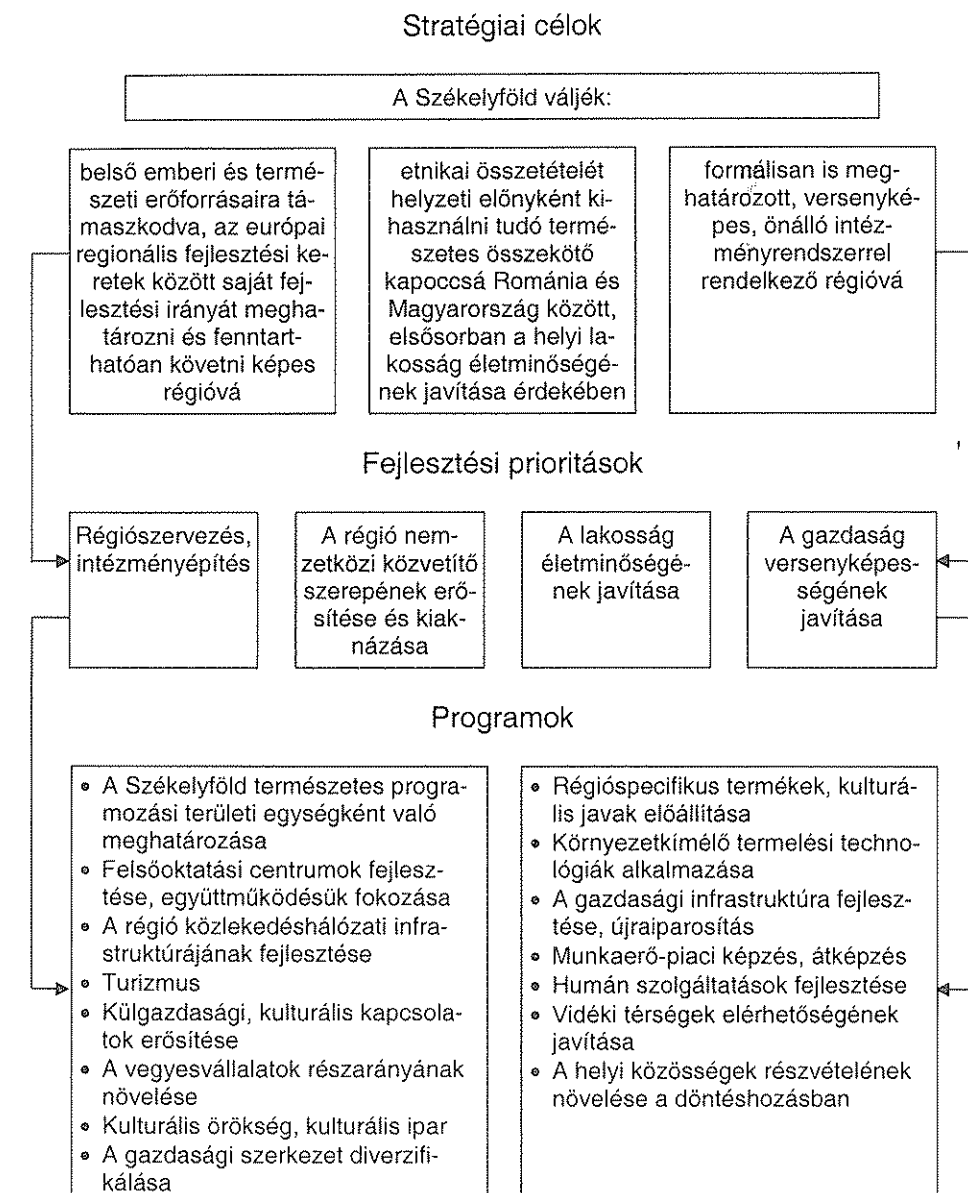 Stratégiai célok
A Székelyföld váljék:
belső emberi és termé-
szeti erőforrásaira tá-
maszkodva, az európai
regionális fejlesztési ke-
retek között saját fej-
lesztési irányát megha-
tározni és fenntart-
hatóan követni képes
régióvá
etnikai összetételét
helyzeti előnyként ki-
használni tudó termé-
szetes összekötő
kapoccsá Románia és
Magyarország között,
elsősorban a helyi la-
kosság életminőségé-
nek javítása érdekében
formálisan is meg-
határozott, versenyké-
pes, önálló intéz-
ményrendszerrel
rendelkező régióvá
Fejlesztési prioritások
Régiószervezés,
intézményépítés
A régió nem-
zetközi közvetítő
szerepének erő-
sítése és kiak-
názása
A lakosság
életminőségé-
nek javítása
A gazdaság
versenyképes-
ségének
javítása
Programok
• A Székelyföld természetes progra-
mozási területi egységként való
meghatározása
• Felsőoktatási centrumok fejlesz-
tése, együttműködésük fokozása
• A régió közlekedéshálózati infra-
struktúrájának fejlesztése
• Turizmus
• Külgazdasági, kulturális kapcsola-
tok erősítése
• A vegyesvállalatok részarányának
növelése
• Kulturális örökség, kulturális ipar
• A gazdasági szerkezet diverzifi-
kálása
• Régióspecifikus termékek, kulturá-
lis javak előállítása
• Környezetkímélő termelési techno-
lógiák alkalmazása
• A gazdasági infrastruktúra fejlesz-
tése, újraiparosítás
• Munkaerő-piaci képzés, átképzés
• Humán szolgáltatások fejlesztése
• Vidéki térségek elérhetőségének
javítása
• A helyi közösségek részvételének
növelése a döntéshozásban